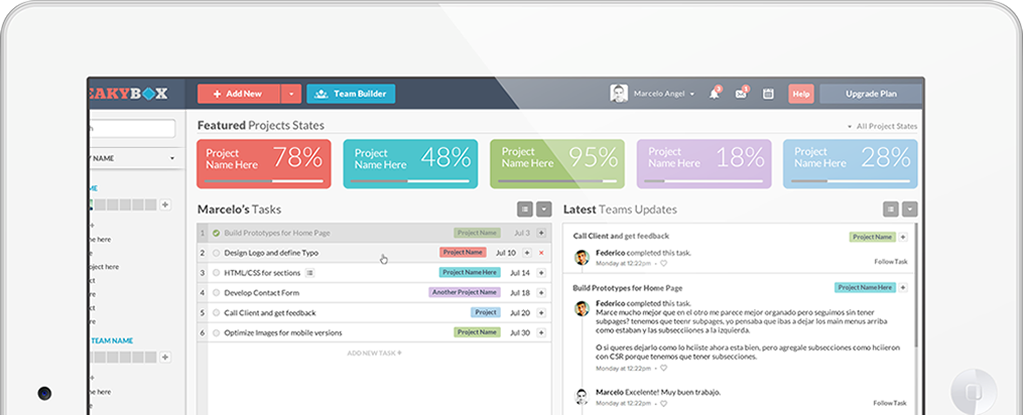 EAKYBOX
Add New
Team Builder
Marcelo Angel
3
1
Help
Upgrade Plan
Featured Projects States
All Project States
Project
Name Here
78%
Project
Name Here
48%
Project
Name Here
95%
Project
Name Here
18%
Project
Name Here
28%
NAME
ME
me here
oject here
ct here
me here
TEAM NAME
me here
Marcelo's Tasks
1 Build Prototypes for Home Page Project Name Jul 3
2 Design Logo and define Typo Project Name Jul 10
3 HTML/CSS for sections Project Name Here Jul 14
4 Develop Contact Form Another Project Name Jul 18
5 Call Client and get feedback Project Jul 20
6 Optimize Images for mobile versions Project Name Jul 30
ADD NEW TASK +
Latest Teams Updates
Call Client and get feedback Project Name
Federico completed this task.
Monday at 12:22pm
Follow Task
Build Prototypes for Home Page Project Name Here
Federico completed this task.
Marce mucho mejor que en el otro me parece mejor organado pero seguimos sin tener
subpages? tenemos que teenr subpages, yo pensaba que ibas a dejar los main menus arriba
como estaban y las subsecciones a la izquierda.
O si queres dejarlo como lo hciiste ahora esta bien, pero agregale subsecciones como hciieron
con CSR porque tenemos que tener subsecciones.
Monday at 12:22pm
Marcelo Excelente! Muy buen trabajo.
Monday at 12:22pm
Follow Task